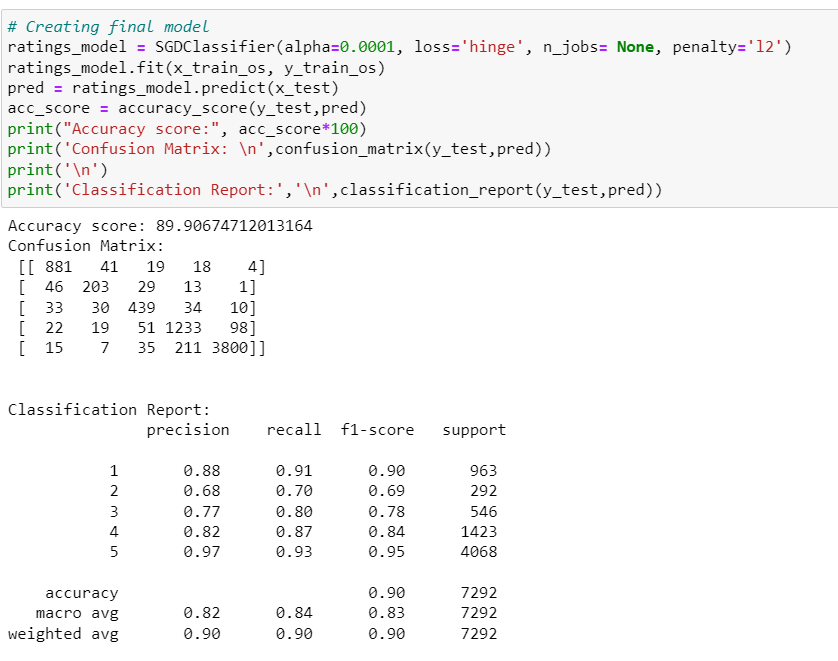 # Creating final model
ratings_model = SGDClassifier(alpha=0.0001, loss='hinge', n_jobs= None, penalty='l2')
ratings_model.fit(x_train_os, y_train_os)
pred = ratings_model.predict(x_test)
acc_score = accuracy_score(y_test,pred)
print("Accuracy score:", acc_score*100)
print('Confusion Matrix: \n',confusion_matrix(y_test,pred))
print('\n')
print('Classification Report:','\n',classification_report(y_test,pred))
Accuracy score: 89.90674712013164
Confusion Matrix:
[[ 881 41 19 18 4]
[ 46 203 29 13 1]
[ 33 30 439 34 10]
[ 22 19 51 1233 98]
[ 15 7 35 211 3800]]
Classification Report:
precision recall f1-score support
1 0.88 0.91 0.90 963
2 0.68 0.70 0.69 292
3 0.77 0.80 0.78 546
4 0.82 0.87 0.84 1423
5 0.97 0.93 0.95 4068
accuracy 0.90 7292
macro avg 0.82 0.84 0.83 7292
weighted avg 0.90 0.90 0.90 7292